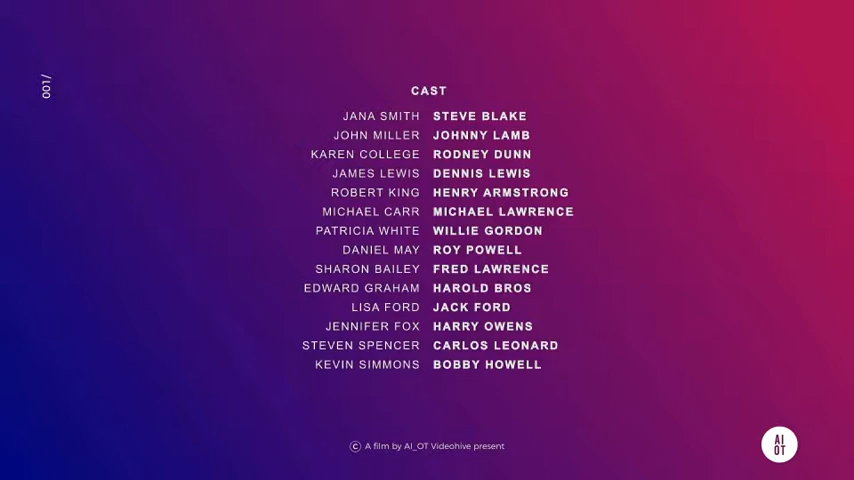 001/
CAST
JANA SMITH STEVE BLAKE
JOHN MILLER JOHNNY LAMB
KAREN COLLEGE RODNEY DUNN
JAMES LEWIS DENNIS LEWIS
ROBERT KING HENRY ARMSTRONG
MICHAEL CARR MICHAEL LAWRENCE
PATRICIA WHITE WILLIE GORDON
DANIEL MAY ROY POWELL
SHARON BAILEY FRED LAWRENCE
EDWARD GRAHAM HAROLD BROS
LISA FORD JACK FORD
JENNIFER FOX HARRY OWENS
STEVEN SPENCER CARLOS LEONARD
KEVIN SIMMONS BOBBY HOWELL
© A film by AI_OT Videohive present
AI
OT